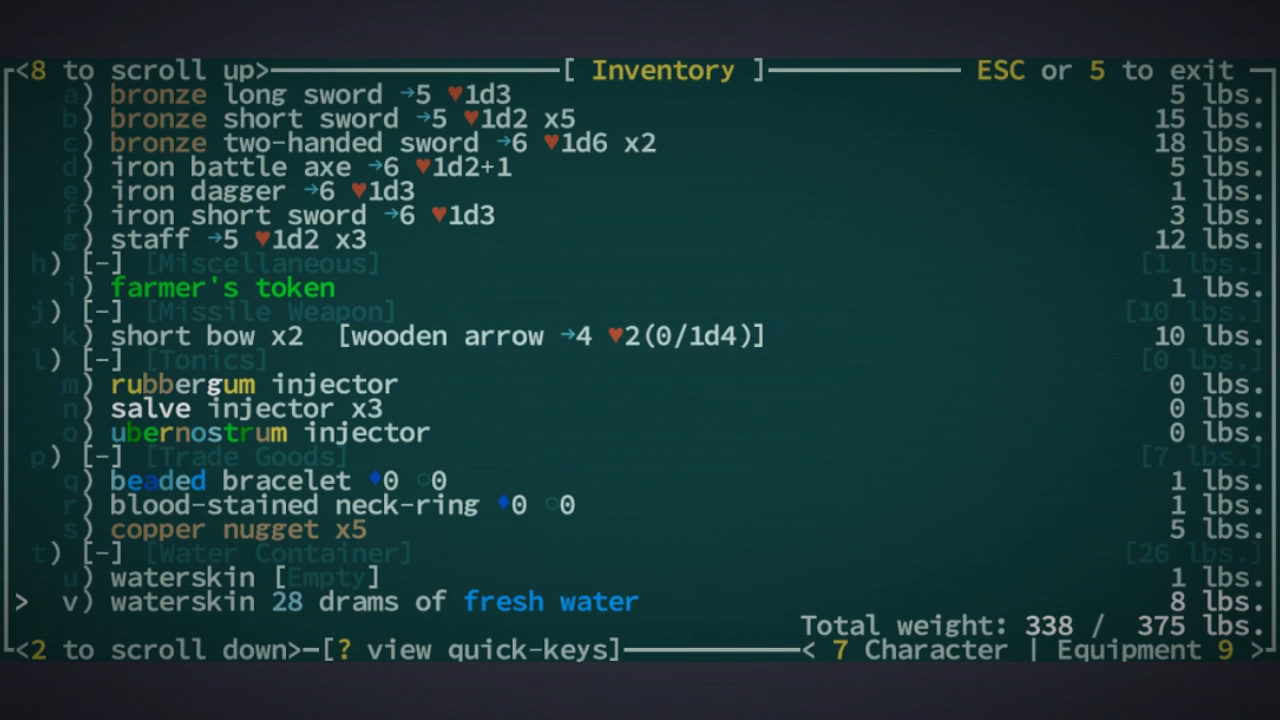 <8 to scroll up> [ Inventory ] ESC or 5 to exit
a) bronze long sword →5 ♥1d3 5 lbs.
b) bronze short sword →5 ♥1d2 x5 15 lbs.
c) bronze two-handed sword →6 ♥1d6 x2 18 lbs.
d) iron battle axe →6 ♥1d2+1 5 lbs.
e) iron dagger →6 ♥1d3 1 lbs.
f) iron short sword →6 ♥1d3 3 lbs.
g) staff →5 ♥1d2 x3 12 lbs.
h) [-] [Miscellaneous] [1 lbs.]
i) farmer's token 1 lbs.
j) [-] [Missile Weapon] [10 lbs.]
k) short bow x2 [wooden arrow →4 ♥2(0/1d4)] 10 lbs.
l) [-] [Tonics] [0 lbs.]
m) rubbergum injector 0 lbs.
n) salve injector x3 0 lbs.
o) ubernostrum injector 0 lbs.
p) [-] [Trade Goods] [7 lbs.]
q) beaded bracelet ♦0 ○0 1 lbs.
r) blood-stained neck-ring ♦0 ○0 1 lbs.
s) copper nugget x5 5 lbs.
t) [-] [Water Container] [26 lbs.]
u) waterskin [Empty] 1 lbs.
> v) waterskin 28 drams of fresh water 8 lbs.
Total weight: 338 / 375 lbs.
<2 to scroll down> [? view quick-keys] < 7 Character | Equipment 9 >